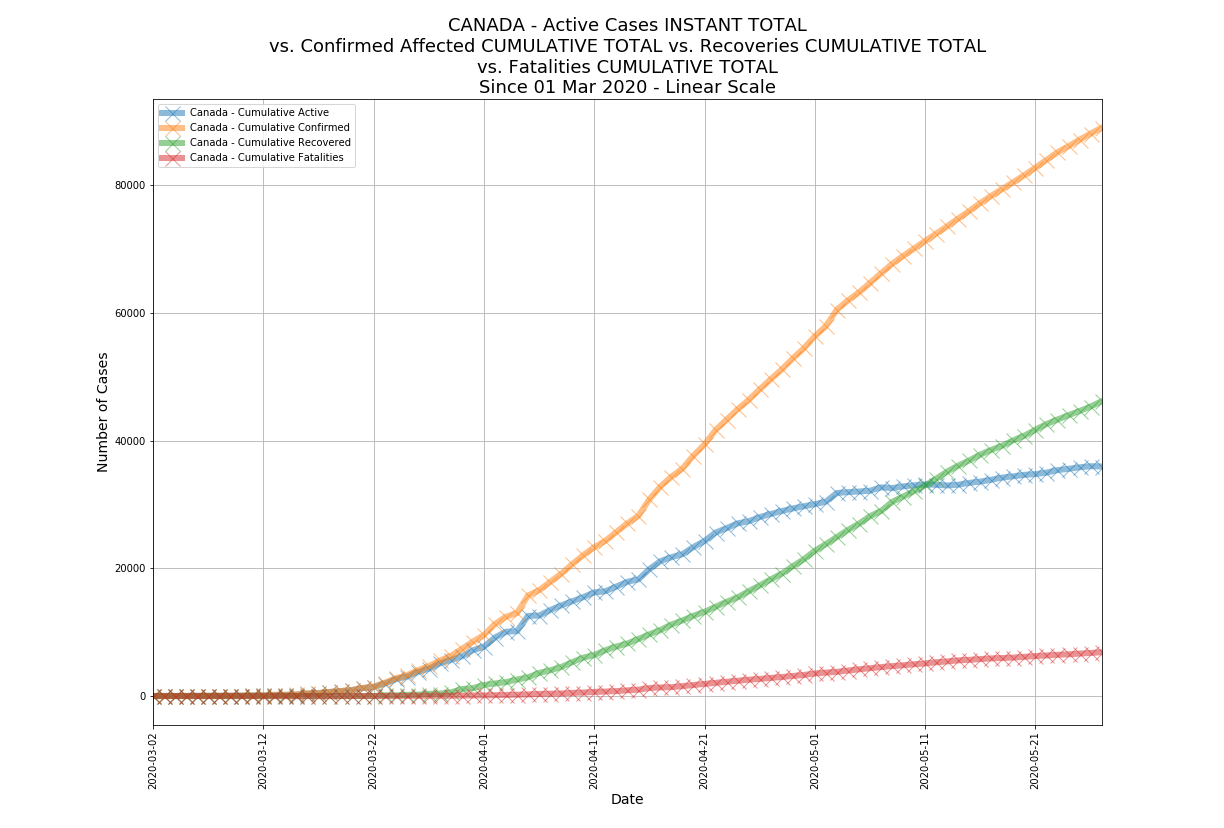 CANADA - Active Cases INSTANT TOTAL
vs. Confirmed Affected CUMULATIVE TOTAL vs. Recoveries CUMULATIVE TOTAL
vs. Fatalities CUMULATIVE TOTAL
Since 01 Mar 2020 - Linear Scale
Canada - Cumulative Active
Canada - Cumulative Confirmed
Canada - Cumulative Recovered
Canada - Cumulative Fatalities
80000
60000
40000
20000
0
Number of Cases
2020-03-02
2020-03-12
2020-03-22
2020-04-01
2020-04-11
2020-04-21
2020-05-01
2020-05-11
2020-05-21
Date